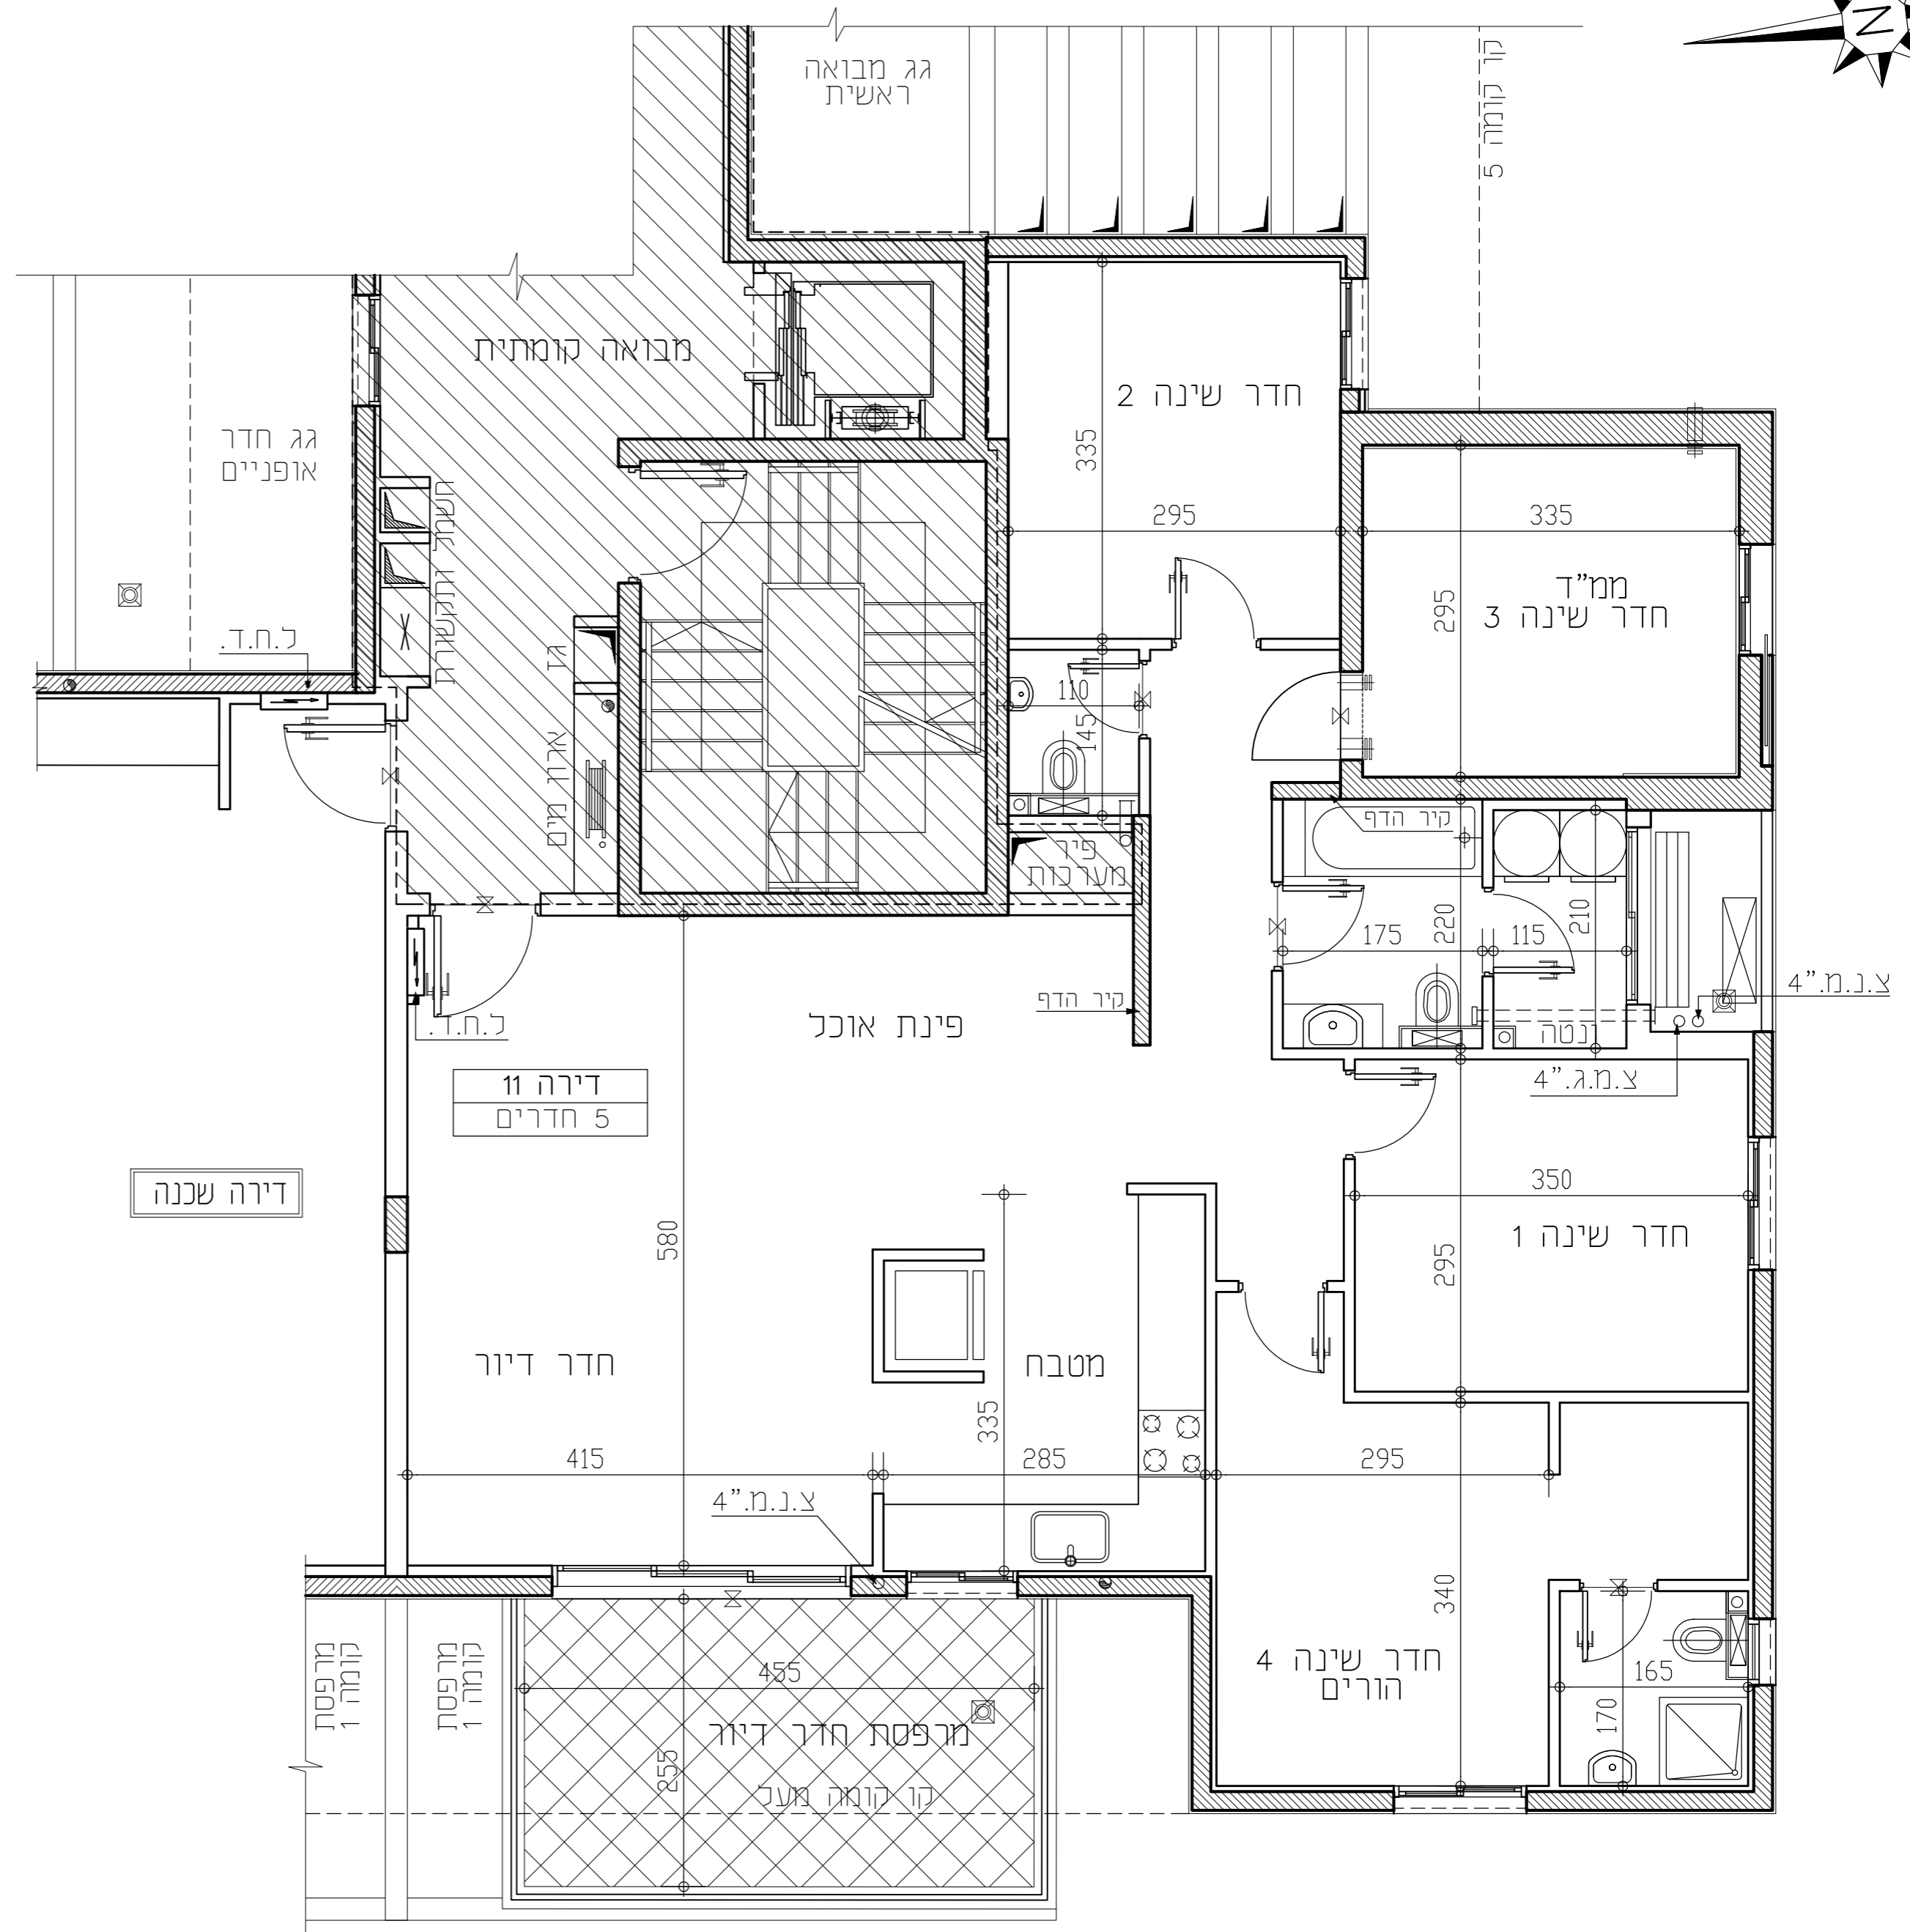 N
גג מבואה
ראשית
קו קומה 5
מבואה קומתית
חדר שינה 2
335
295
גג חדר
אופניים
חשמל ותקשורת
335
ממ"ד
חדר שינה 3
295
ל.ח.ד.
גז
ארון מים
110
145
קיר הדף
פיר
מערכות
175
220
115
210
צ.נ.מ.4"
קיר הדף
פינת אוכל
ל.ח.ד.
ונטה
צ.מ.ג.4"
דירה 11
5 חדרים
דירה שכנה
350
חדר שינה 1
295
580
חדר דיור
מטבח
335
415
285
295
צ.נ.מ.4"
340
חדר שינה 4
הורים
165
170
מרפסת
קומה 1
מרפסת
קומה 1
455
מרפסת חדר דיור
255
קו קומה מעל